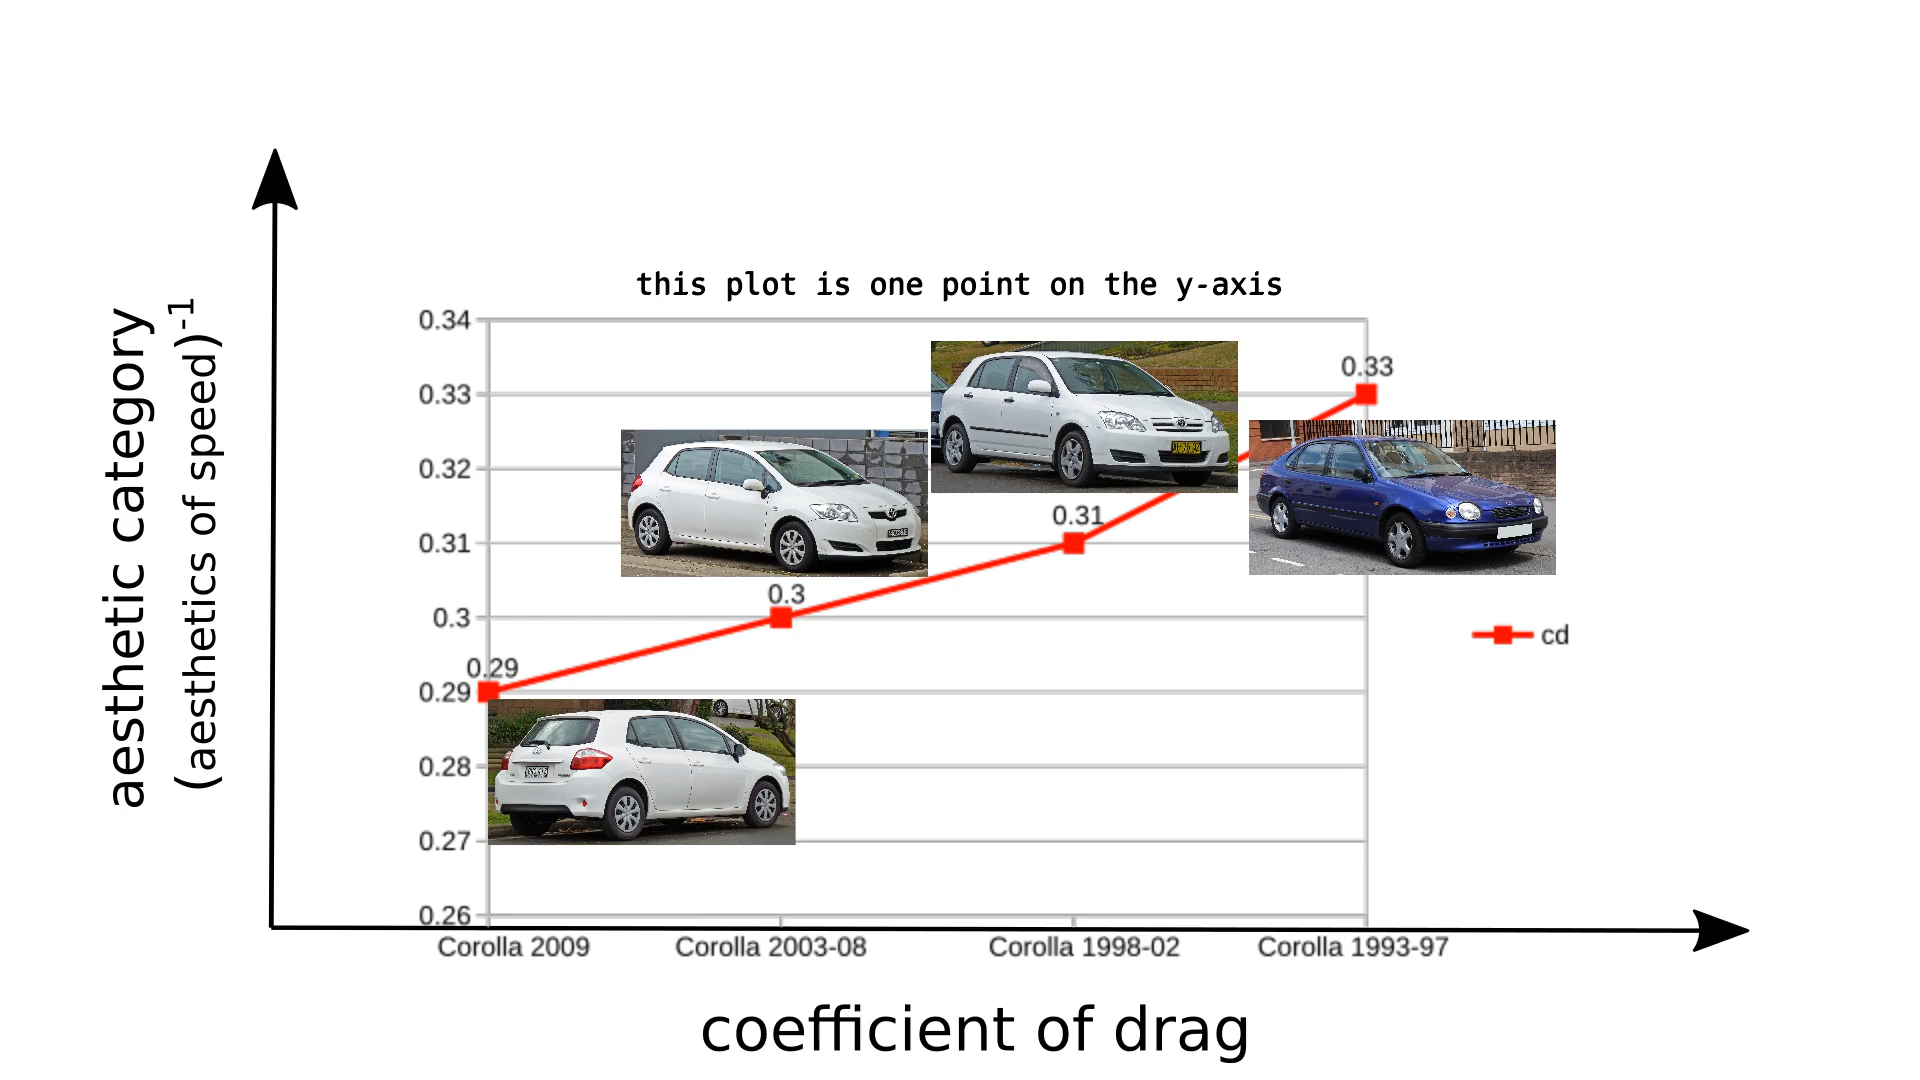 aesthetic category
(aesthetics of speed)-1
this plot is one point on the y-axis
0.34
0.33
0.32
0.31
0.3
0.29
0.28
0.27
0.26
0.29
0.3
0.31
0.33
cd
Corolla 2009
Corolla 2003-08
Corolla 1998-02
Corolla 1993-97
coefficient of drag